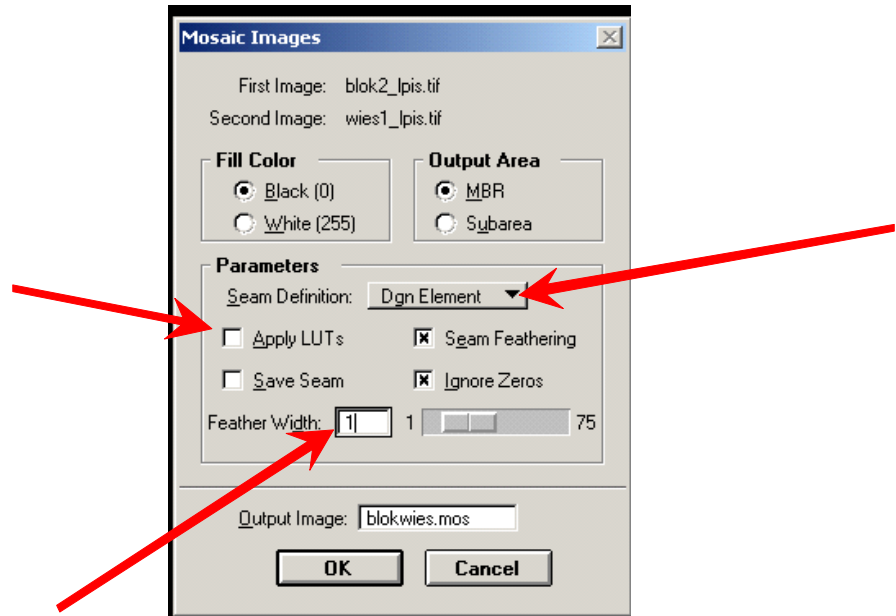 Mosaic Images
First Image: blok2_lpis.tif
Second Image: wies1_lpis.tif
Fill Color
Black (0)
White (255)
Output Area
MBR
Subarea
Parameters
Seam Definition: Dgn Element
Apply LUTs
Seam Feathering
Save Seam
Ignore Zeros
Feather Width: 1 1 75
Output Image: blokwies.mos
OK Cancel